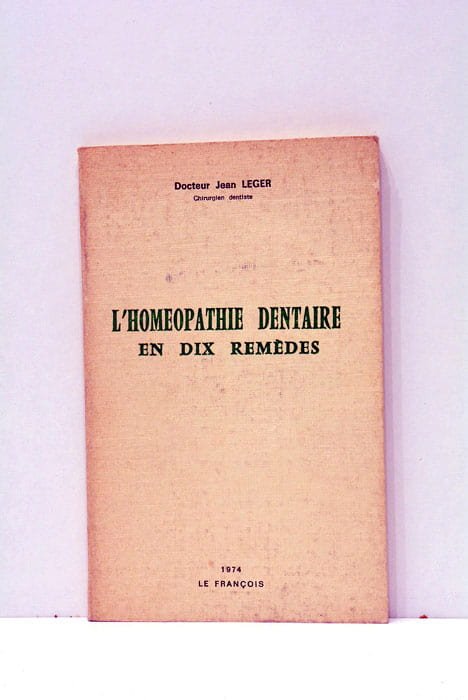 Docteur Jean LEGER
Chirurgien dentiste
L'HOMEOPATHIE DENTAIRE
EN DIX REMÈDES
1974
LE FRANÇOIS